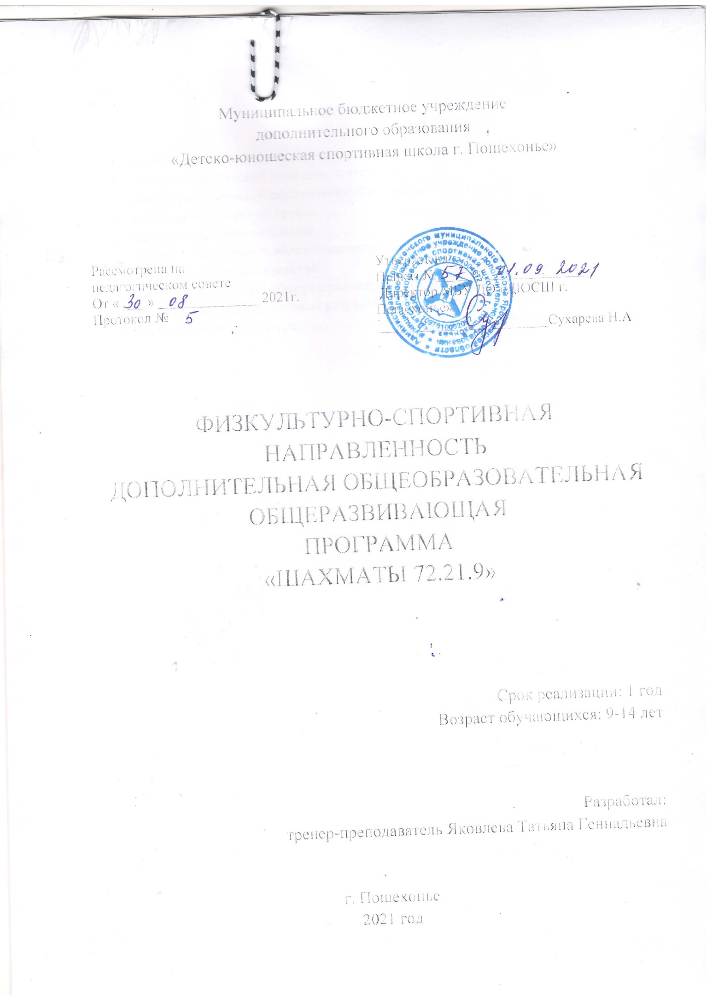 Муниципальное бюджетное учреждение
дополнительного образования
«Детско-юношеская спортивная школа г. Пошехонье»
Рассмотрена на
педагогическом совете
От « 30 » 08 2021г.
Протокол № 5
Утверждена
Приказ № 57 01.09. 2021
Директор МБУ ДО «ДЮСШ г.
Пошехонье»
Сухарева Н.А.
ФИЗКУЛЬТУРНО-СПОРТИВНАЯ
НАПРАВЛЕННОСТЬ
ДОПОЛНИТЕЛЬНАЯ ОБЩЕОБРАЗОВАТЕЛЬНАЯ
ОБЩЕРАЗВИВАЮЩАЯ
ПРОГРАММА
«ШАХМАТЫ 72.21.9»
Срок реализации: 1 год
Возраст обучающихся: 9-14 лет
Разработал:
тренер-преподаватель Яковлева Татьяна Геннадьевна
г. Пошехонье
2021 год